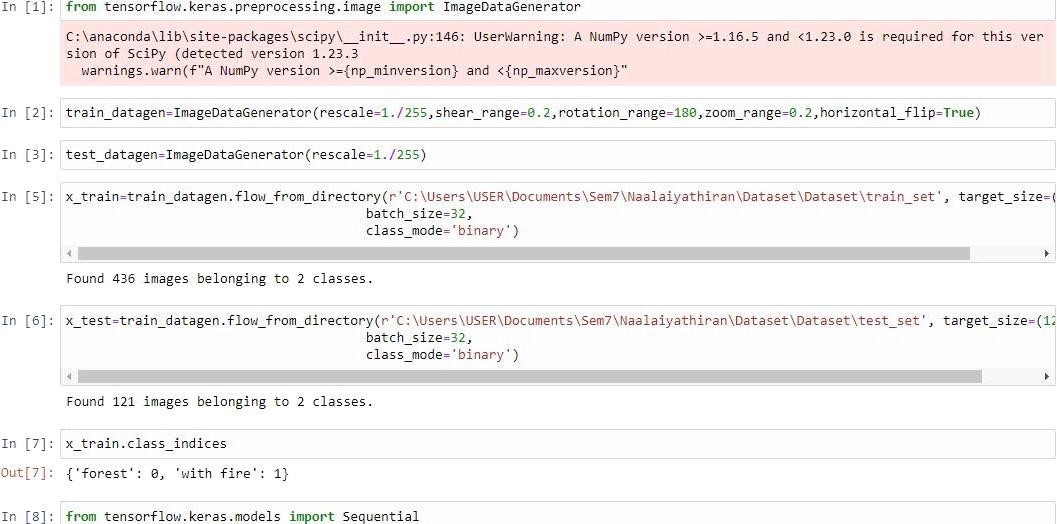 In [1]: from tensorflow.keras.preprocessing.image import ImageDataGenerator
C:\anaconda\lib\site-packages\scipy\__init__.py:146: UserWarning: A NumPy version >=1.16.5 and <1.23.0 is required for this ver
sion of SciPy (detected version 1.23.3
warnings.warn(f"A NumPy version >={np_minversion} and <{np_maxversion}"
In [2]: train_datagen=ImageDataGenerator(rescale=1./255,shear_range=0.2,rotation_range=180,zoom_range=0.2,horizontal_flip=True)
In [3]: test_datagen=ImageDataGenerator(rescale=1./255)
In [5]: x_train=train_datagen.flow_from_directory(r'C:\Users\USER\Documents\Sem7\Naalaiyathiran\Dataset\Dataset\train_set', target_size=(
batch_size=32,
class_mode='binary')
Found 436 images belonging to 2 classes.
In [6]: x_test=train_datagen.flow_from_directory(r'C:\Users\USER\Documents\Sem7\Naalaiyathiran\Dataset\Dataset\test_set', target_size=(12
batch_size=32,
class_mode='binary')
Found 121 images belonging to 2 classes.
In [7]: x_train.class_indices
Out[7]: {'forest': 0, 'with fire': 1}
In [8]: from tensorflow.keras.models import Sequential